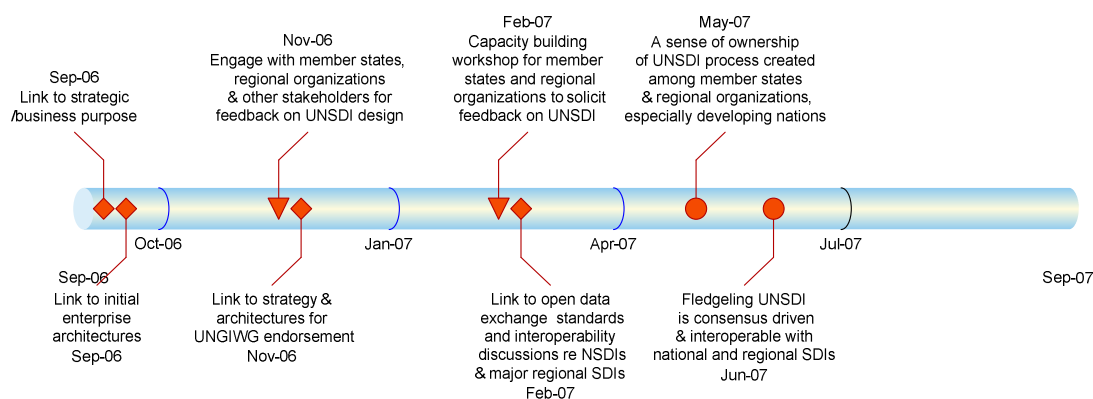 Sep-06
Link to strategic
/business purpose
Nov-06
Engage with member states,
regional organizations
& other stakeholders for
feedback on UNSDI design
Feb-07
Capacity building
workshop for member
states and regional
organizations to solicit
feedback on UNSDI
May-07
A sense of ownership
of UNSDI process created
among member states
& regional organizations,
especially developing nations
Oct-06
Jan-07
Apr-07
Jul-07
Sep-06
Sep-07
Link to initial
enterprise
architectures
Sep-06
Link to strategy &
architectures for
UNGIWG endorsement
Nov-06
Link to open data
exchange standards
and interoperability
discussions re NSDIs
& major regional SDIs
Feb-07
Fledgeling UNSDI
is consensus driven
& interoperable with
national and regional SDIs
Jun-07